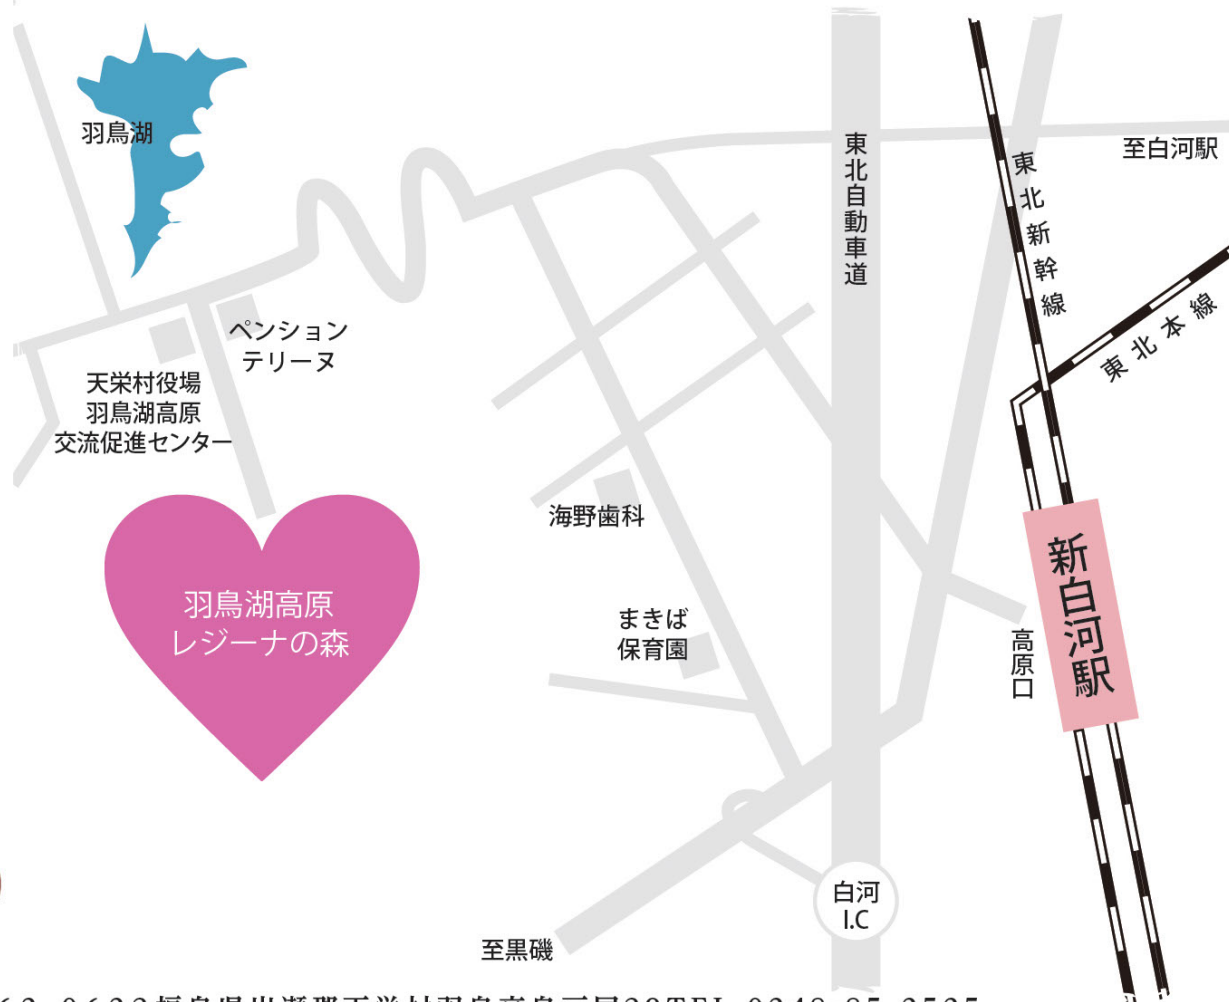 羽鳥湖
東北自動車道
東北新幹線
至白河駅
東北本線
ペンション
テリーヌ
天栄村役場
羽鳥湖高原
交流促進センター
海野歯科
羽鳥湖高原
レジーナの森
まきば
保育園
新白河駅
高原口
白河
I.C
至黒磯